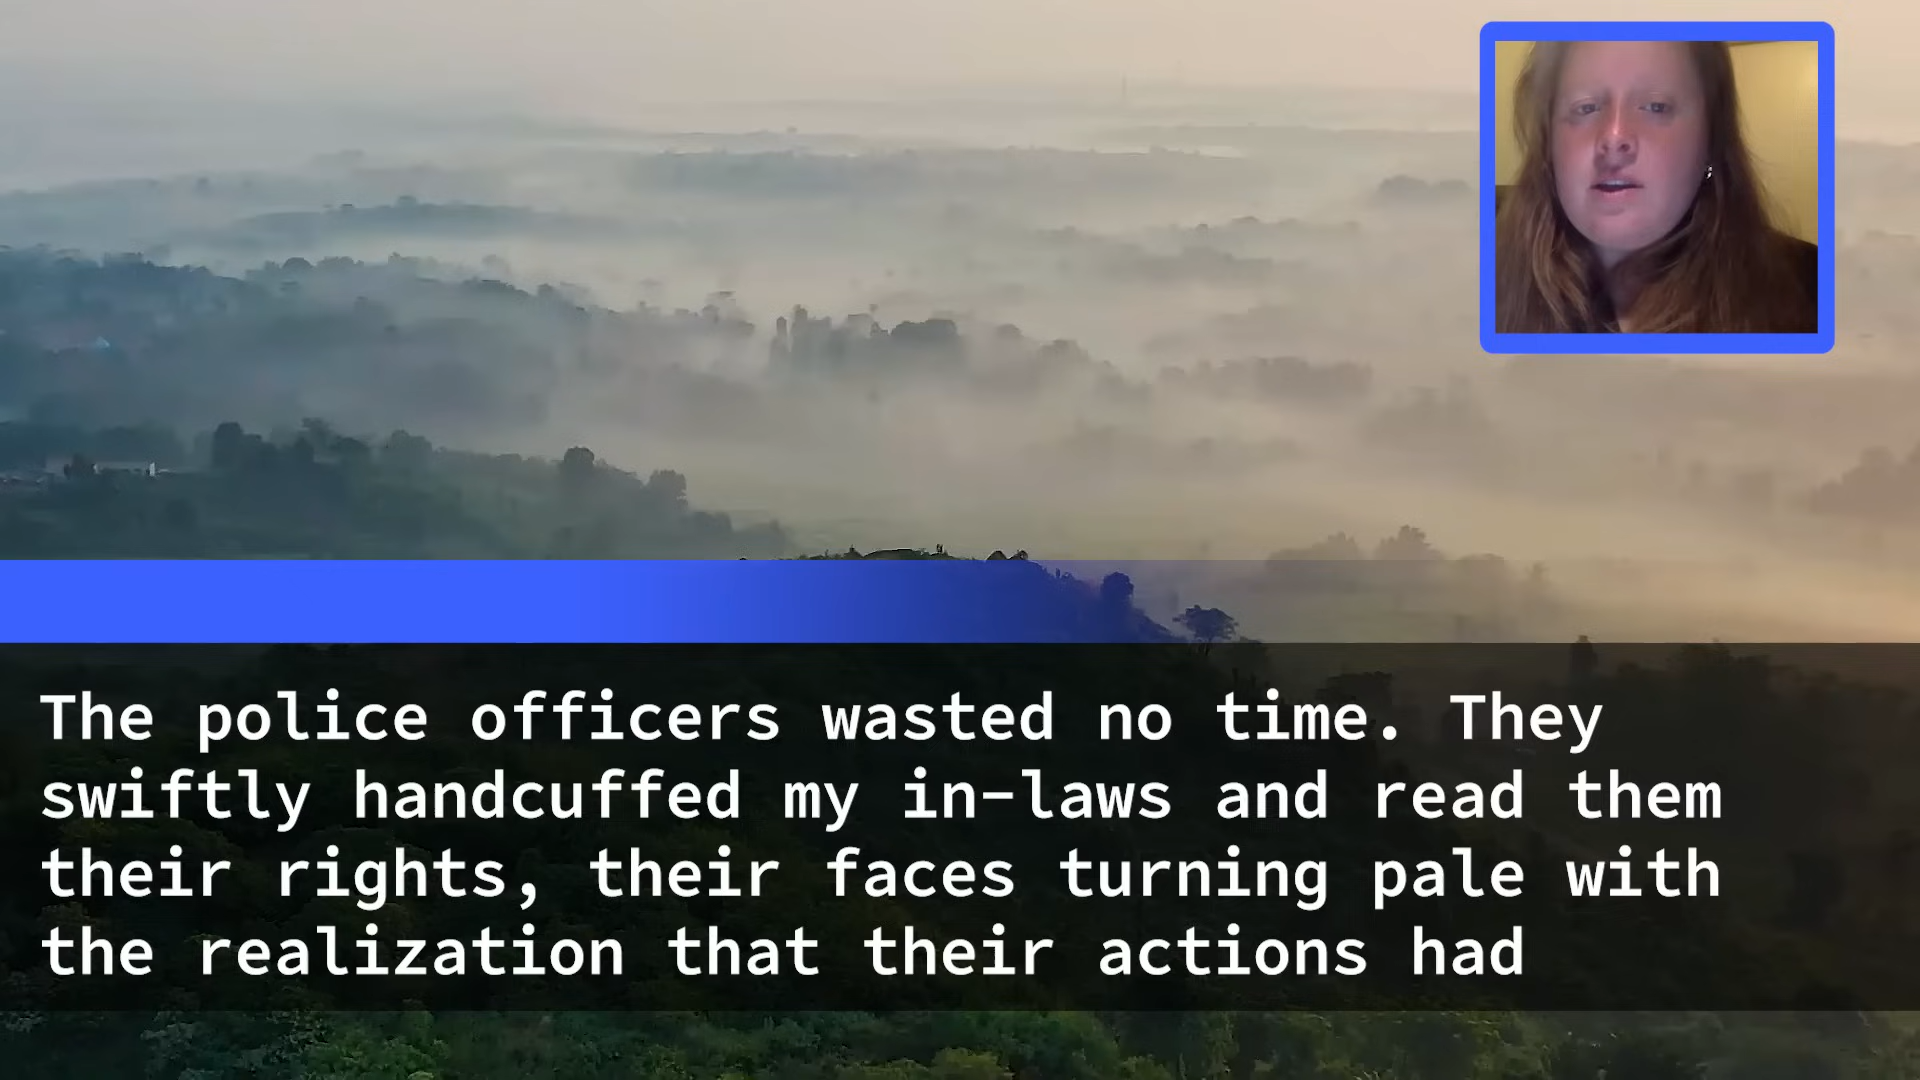 The police officers wasted no time. They
swiftly handcuffed my in-laws and read them
their rights, their faces turning pale with
the realization that their actions had